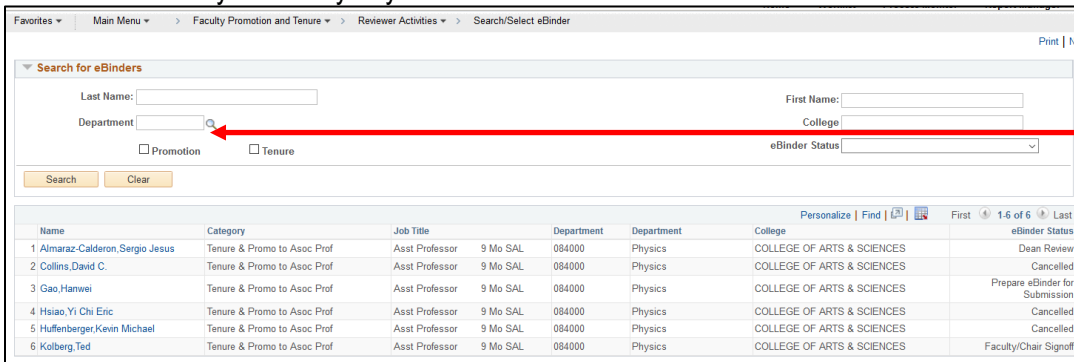 Favorites Main Menu > Faculty Promotion and Tenure > Reviewer Activities > Search/Select eBinder
Print | N
Search for eBinders
Last Name: First Name:
Department College
Promotion Tenure eBinder Status
Search Clear
Personalize | Find | First 1-6 of 6 Last
Name Category Job Title Department Department College eBinder Status
1 Almaraz-Calderon,Sergio Jesus Tenure & Promo to Asoc Prof Asst Professor 9 Mo SAL 084000 Physics COLLEGE OF ARTS & SCIENCES Dean Review
2 Collins,David C. Tenure & Promo to Asoc Prof Asst Professor 9 Mo SAL 084000 Physics COLLEGE OF ARTS & SCIENCES Cancelled
3 Gao,Hanwei Tenure & Promo to Asoc Prof Asst Professor 9 Mo SAL 084000 Physics COLLEGE OF ARTS & SCIENCES Prepare eBinder for
Submission
4 Hsiao,Yi Chi Eric Tenure & Promo to Asoc Prof Asst Professor 9 Mo SAL 084000 Physics COLLEGE OF ARTS & SCIENCES Cancelled
5 Huffenberger,Kevin Michael Tenure & Promo to Asoc Prof Asst Professor 9 Mo SAL 084000 Physics COLLEGE OF ARTS & SCIENCES Cancelled
6 Kolberg,Ted Tenure & Promo to Asoc Prof Asst Professor 9 Mo SAL 084000 Physics COLLEGE OF ARTS & SCIENCES Faculty/Chair Signoff